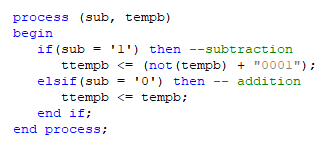 process (sub, tempb)
begin
if(sub = '1') then --subtraction
ttempb <= (not(tempb) + "0001");
elsif(sub = '0') then -- addition
ttempb <= tempb;
end if;
end process;